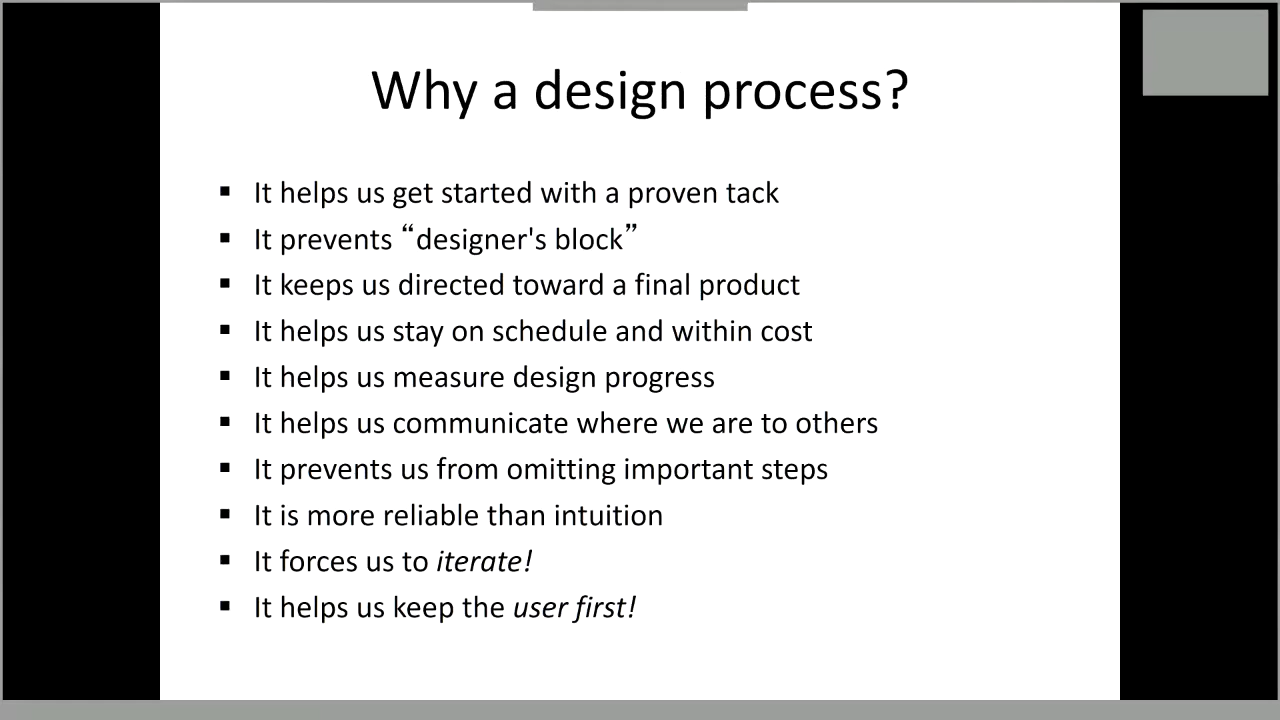 Why a design process?
▪ It helps us get started with a proven tack
▪ It prevents “designer's block”
▪ It keeps us directed toward a final product
▪ It helps us stay on schedule and within cost
▪ It helps us measure design progress
▪ It helps us communicate where we are to others
▪ It prevents us from omitting important steps
▪ It is more reliable than intuition
▪ It forces us to iterate!
▪ It helps us keep the user first!